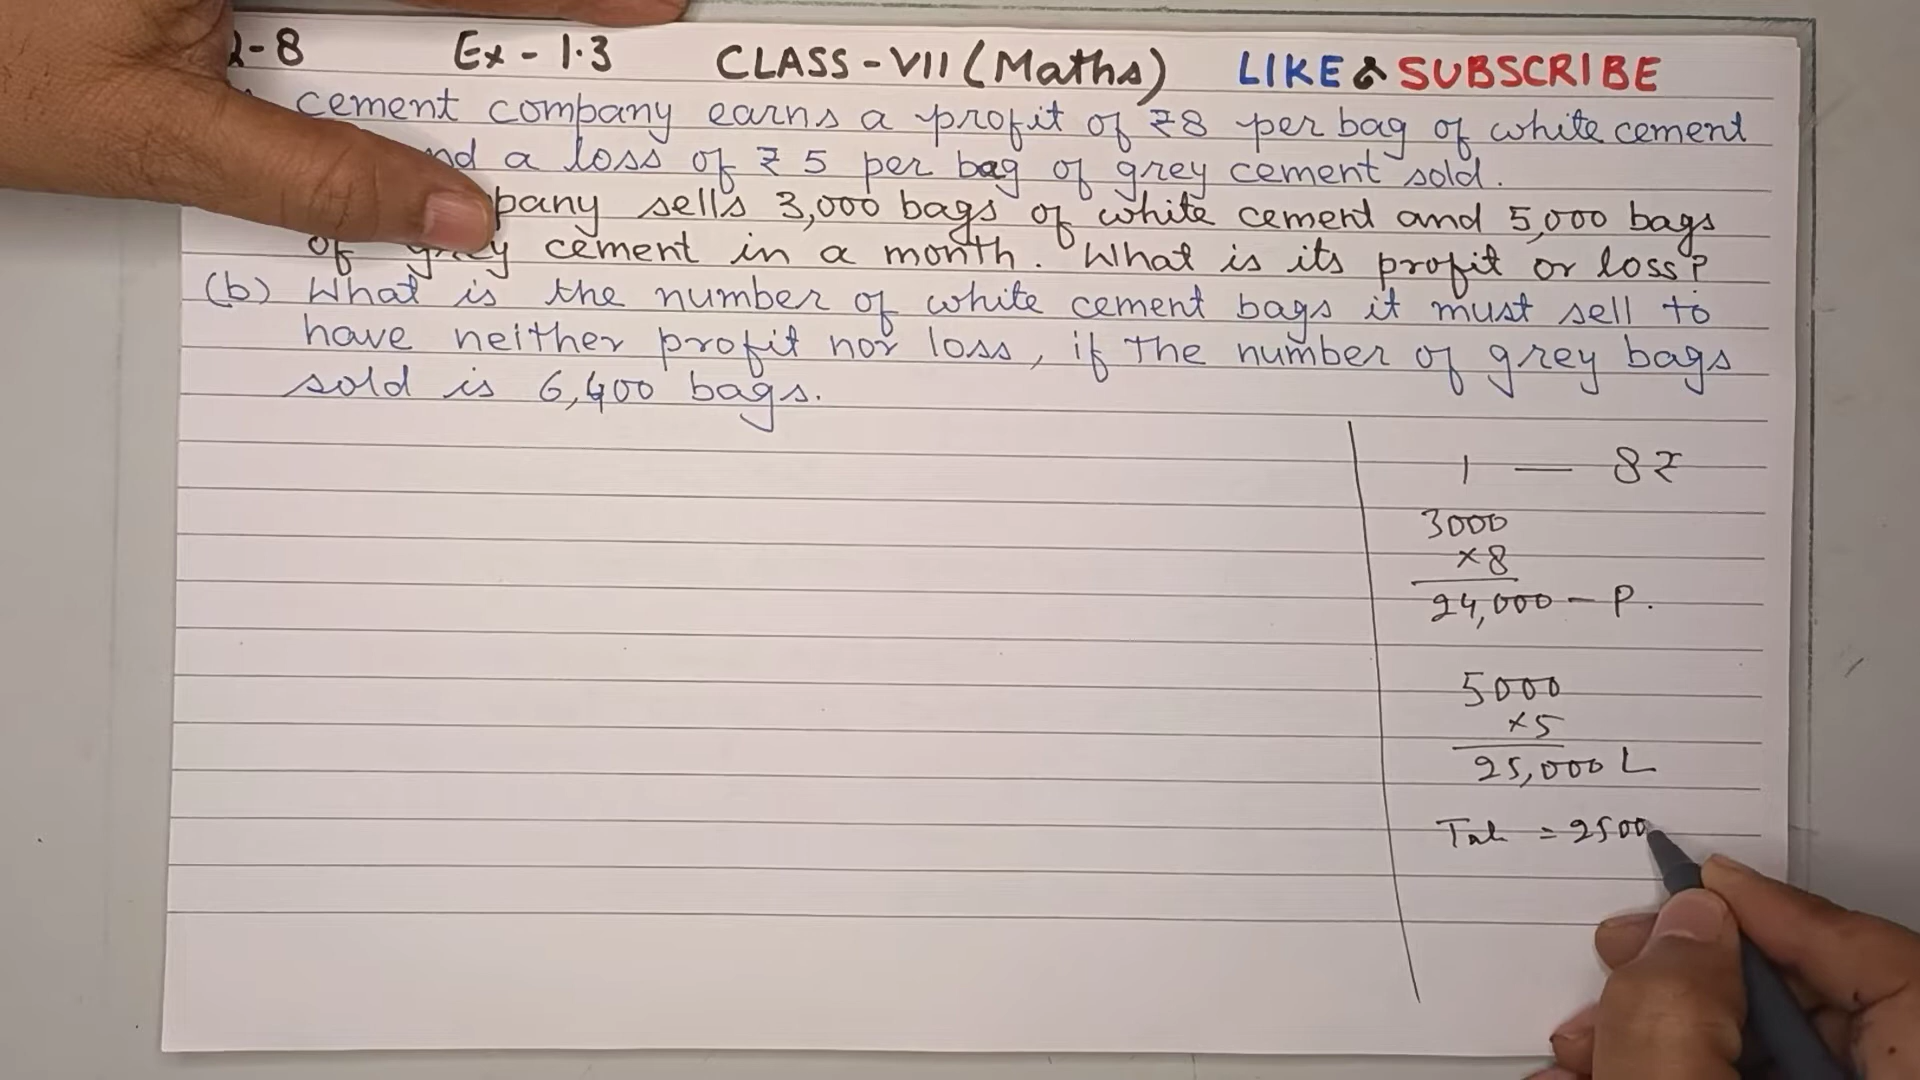 -8 Ex-1.3 CLASS-VII (Maths) LIKE & SUBSCRIBE
cement company earns a profit of ₹8 per bag of white cement
a loss of ₹5 per bag of grey cement sold.
sells 3,000 bags of white cement and 5,000 bags
of grey cement in a month. What is its profit or loss?
(b) What is the number of white cement bags it must sell to
have neither profit nor loss, if The number of grey bags
sold is 6,400 bags.
1 — 8₹
3000
×8
24,000 - P.
5000
×5
25,000 L
= 2500